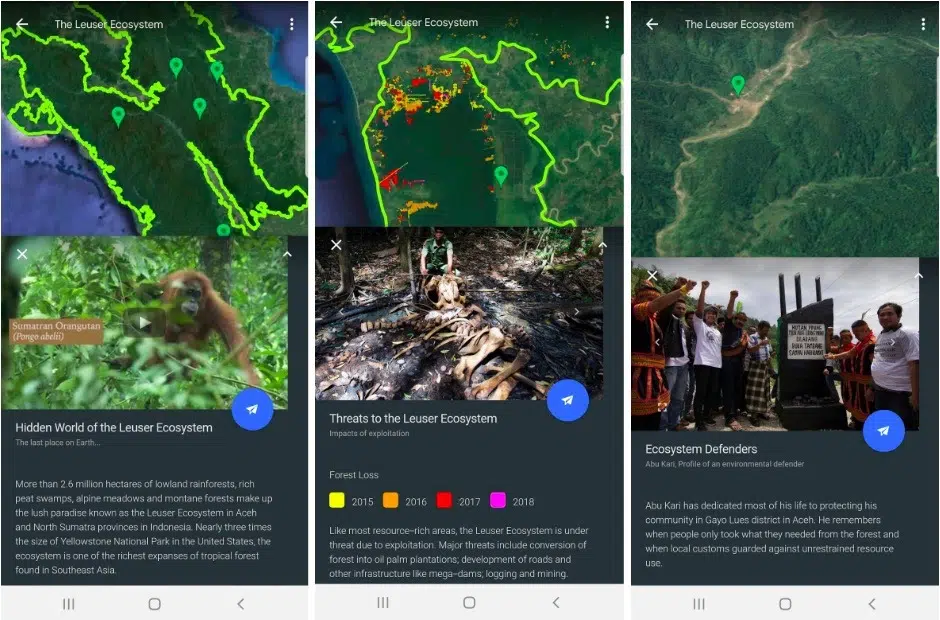 The Leuser Ecosystem
Sumatran Orangutan
(Pongo abelii)
Hidden World of the Leuser Ecosystem
The last place on Earth...
More than 2.6 million hectares of lowland rainforests, rich
peat swamps, alpine meadows and montane forests make up
the lush paradise known as the Leuser Ecosystem in Aceh
and North Sumatra provinces in Indonesia. Nearly three times
the size of Yellowstone National Park in the United States, the
ecosystem is one of the richest expanses of tropical forest
found in Southeast Asia.
The Leuser Ecosystem
Threats to the Leuser Ecosystem
Impacts of exploitation
Forest Loss
2015 2016 2017 2018
Like most resource-rich areas, the Leuser Ecosystem is under
threat due to exploitation. Major threats include conversion of
forest into oil palm plantations; development of roads and
other infrastructure like mega-dams; logging and mining.
The Leuser Ecosystem
Ecosystem Defenders
Abu Kari, Profile of an environmental defender
Abu Kari has dedicated most of his life to protecting his
community in Gayo Lues district in Aceh. He remembers
when people only took what they needed from the forest and
when local customs guarded against unrestrained resource
use.